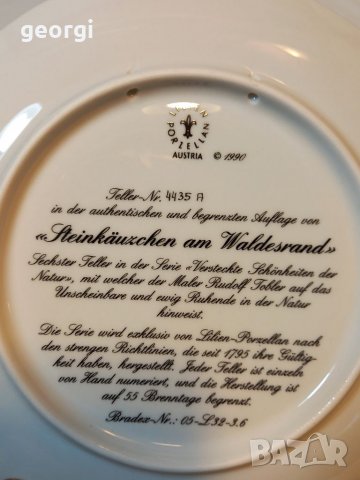 georgi
LILIEN
PORZELLAN
AUSTRIA © 1990
Teller-Nr. 4435 A
in der authentischen und begrenzten Auflage von
«Steinkäuzchen am Waldesrand»
Sechster Teller in der Serie «Versteckte Schönheiten der
Natur», mit welcher der Maler Rudolf Tobler auf das
Unscheinbare und ewig Ruhende in der Natur
hinweist.
Die Serie wird exklusiv von Lilien-Porzellan nach
den strengen Richtlinien, die seit 1795 ihre Gültig-
keit haben, hergestellt. Jeder Teller ist einzeln
von Hand numeriert, und die Herstellung ist
auf 55 Brenntage begrenzt.
Bradex-Nr.: 05-L32-3.6
BAZAR